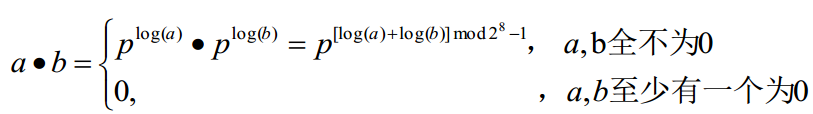 a•b = { p^{log(a)} • p^{log(b)} = p^{[log(a)+log(b)] mod 2^8 −1}， a,b全不为0
0, ，a,b至少有一个为0